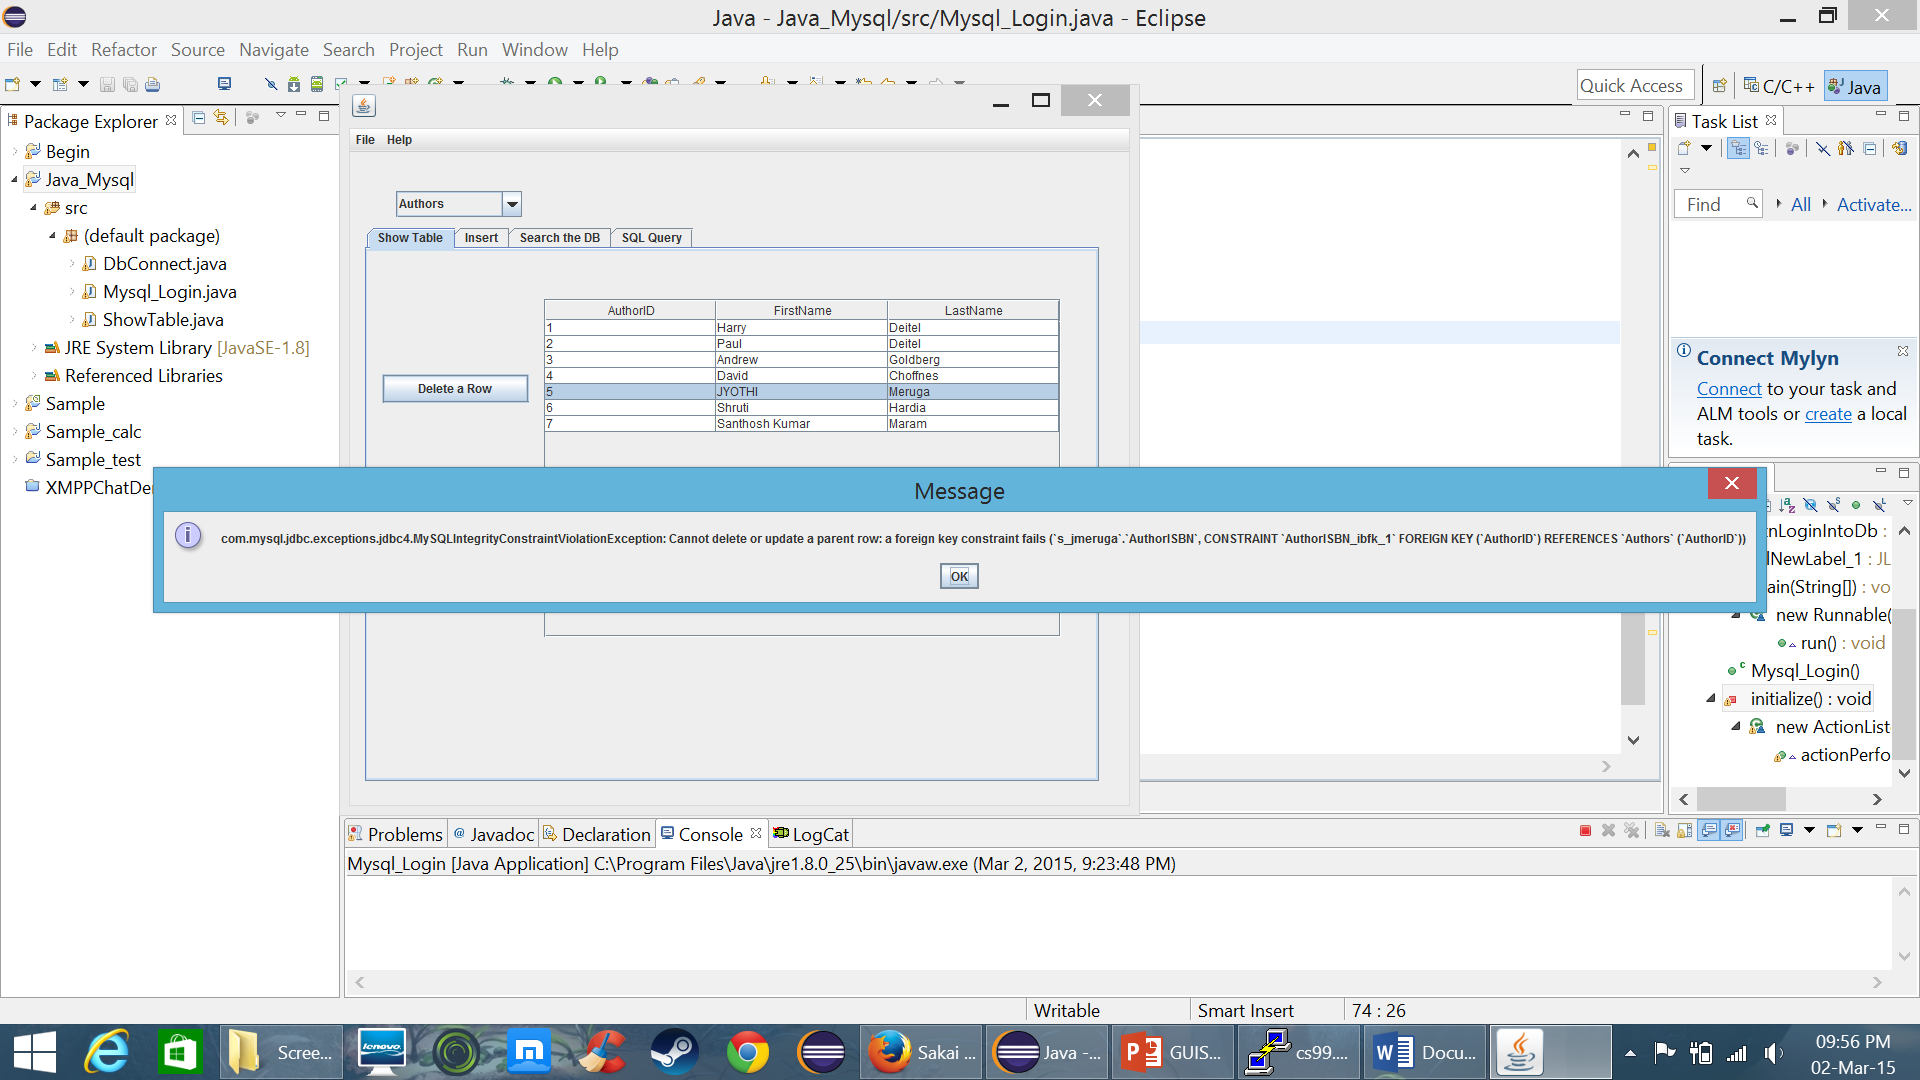 Java - Java_Mysql/src/Mysql_Login.java - Eclipse
File Edit Refactor Source Navigate Search Project Run Window Help
Quick Access
C/C++
Java
Package Explorer
Begin
Java_Mysql
src
(default package)
DbConnect.java
Mysql_Login.java
ShowTable.java
JRE System Library [JavaSE-1.8]
Referenced Libraries
Sample
Sample_calc
Sample_test
XMPPChatDe
File Help
Authors
Show Table Insert Search the DB SQL Query
Delete a Row
AuthorID FirstName LastName
1 Harry Deitel
2 Paul Deitel
3 Andrew Goldberg
4 David Choffnes
5 JYOTHI Meruga
6 Shruti Hardia
7 Santhosh Kumar Maram
Message
com.mysql.jdbc.exceptions.jdbc4.MySQLIntegrityConstraintViolationException: Cannot delete or update a parent row: a foreign key constraint fails (`s_jmeruga`.`AuthorISBN`, CONSTRAINT `AuthorISBN_ibfk_1` FOREIGN KEY (`AuthorID`) REFERENCES `Authors` (`AuthorID`))
OK
Task List
Find All Activate...
Connect Mylyn
Connect to your task and
ALM tools or create a local
task.
nLoginIntoDb :
lNewLabel_1 : JL
ain(String[]) : vo
new Runnable(
run() : void
Mysql_Login()
initialize() : void
new ActionList
actionPerfo
Problems Javadoc Declaration Console LogCat
Mysql_Login [Java Application] C:\Program Files\Java\jre1.8.0_25\bin\javaw.exe (Mar 2, 2015, 9:23:48 PM)
Writable Smart Insert 74 : 26
Scree...
lenovo
Sakai ...
Java -...
GUIS...
cs99....
Docu...
09:56 PM
02-Mar-15